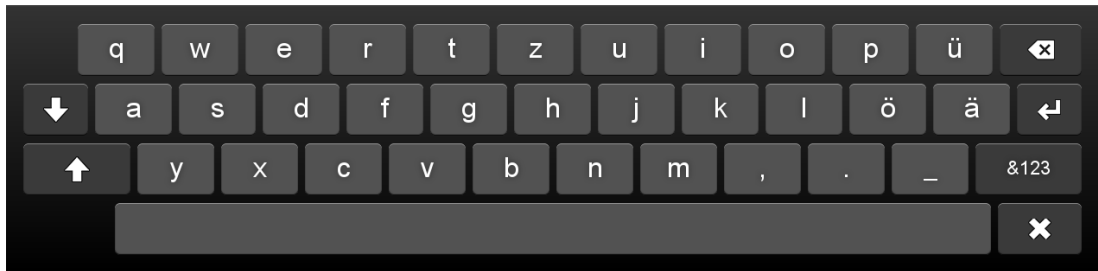 q w e r t z u i o p ü
a s d f g h j k l ö ä
y x c v b n m , . _ &123